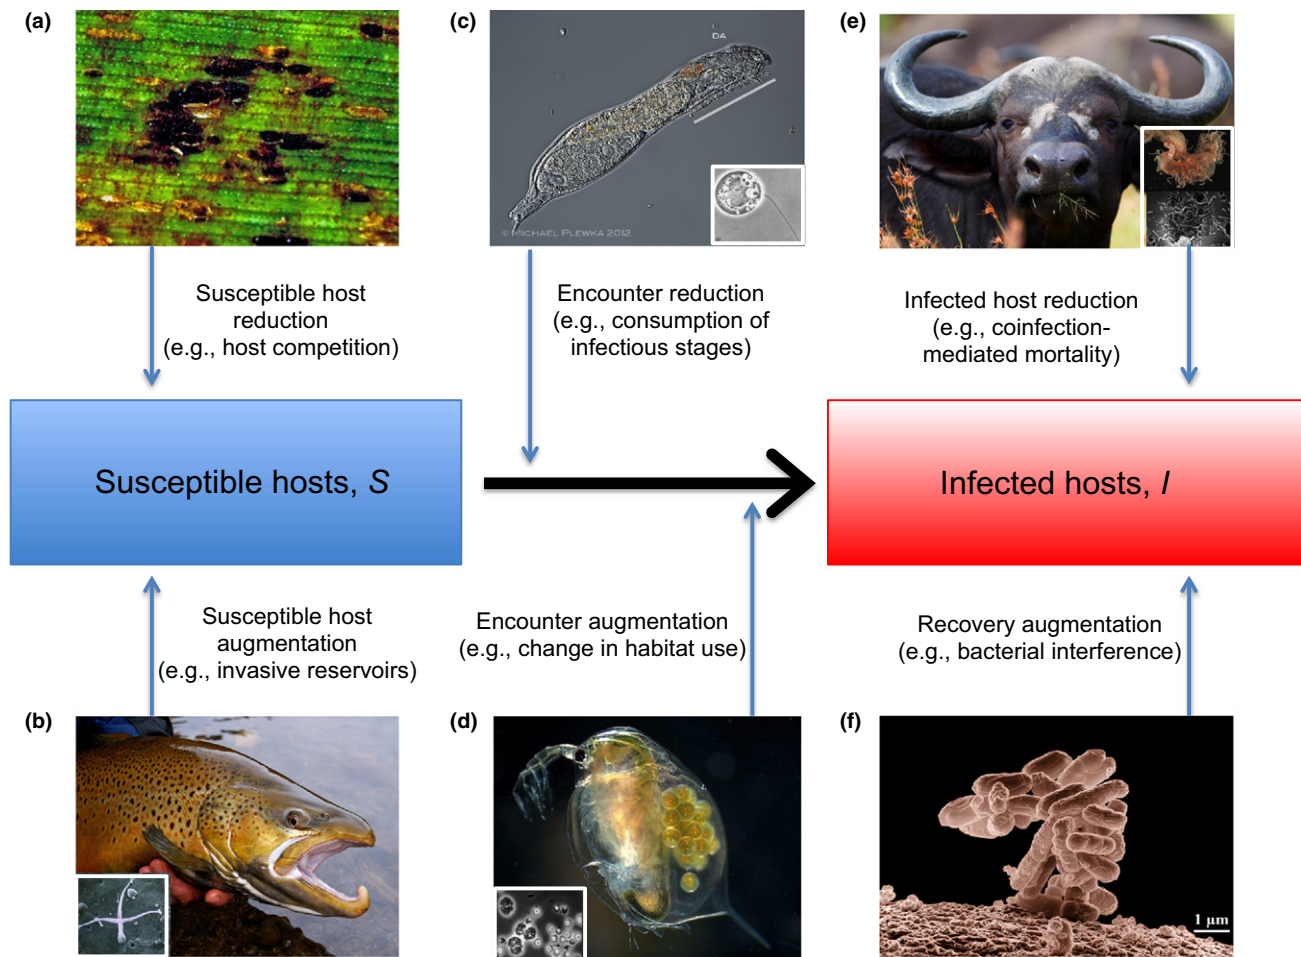 (a)
(c)
DA
© MICHAEL PLEWKA 2012
(e)
Susceptible host
reduction
(e.g., host competition)
Encounter reduction
(e.g., consumption of
infectious stages)
Infected host reduction
(e.g., coinfection-
mediated mortality)
Susceptible hosts, S
Infected hosts, I
Susceptible host
augmentation
(e.g., invasive reservoirs)
Encounter augmentation
(e.g., change in habitat use)
Recovery augmentation
(e.g., bacterial interference)
(b)
(d)
(f)
1 µm